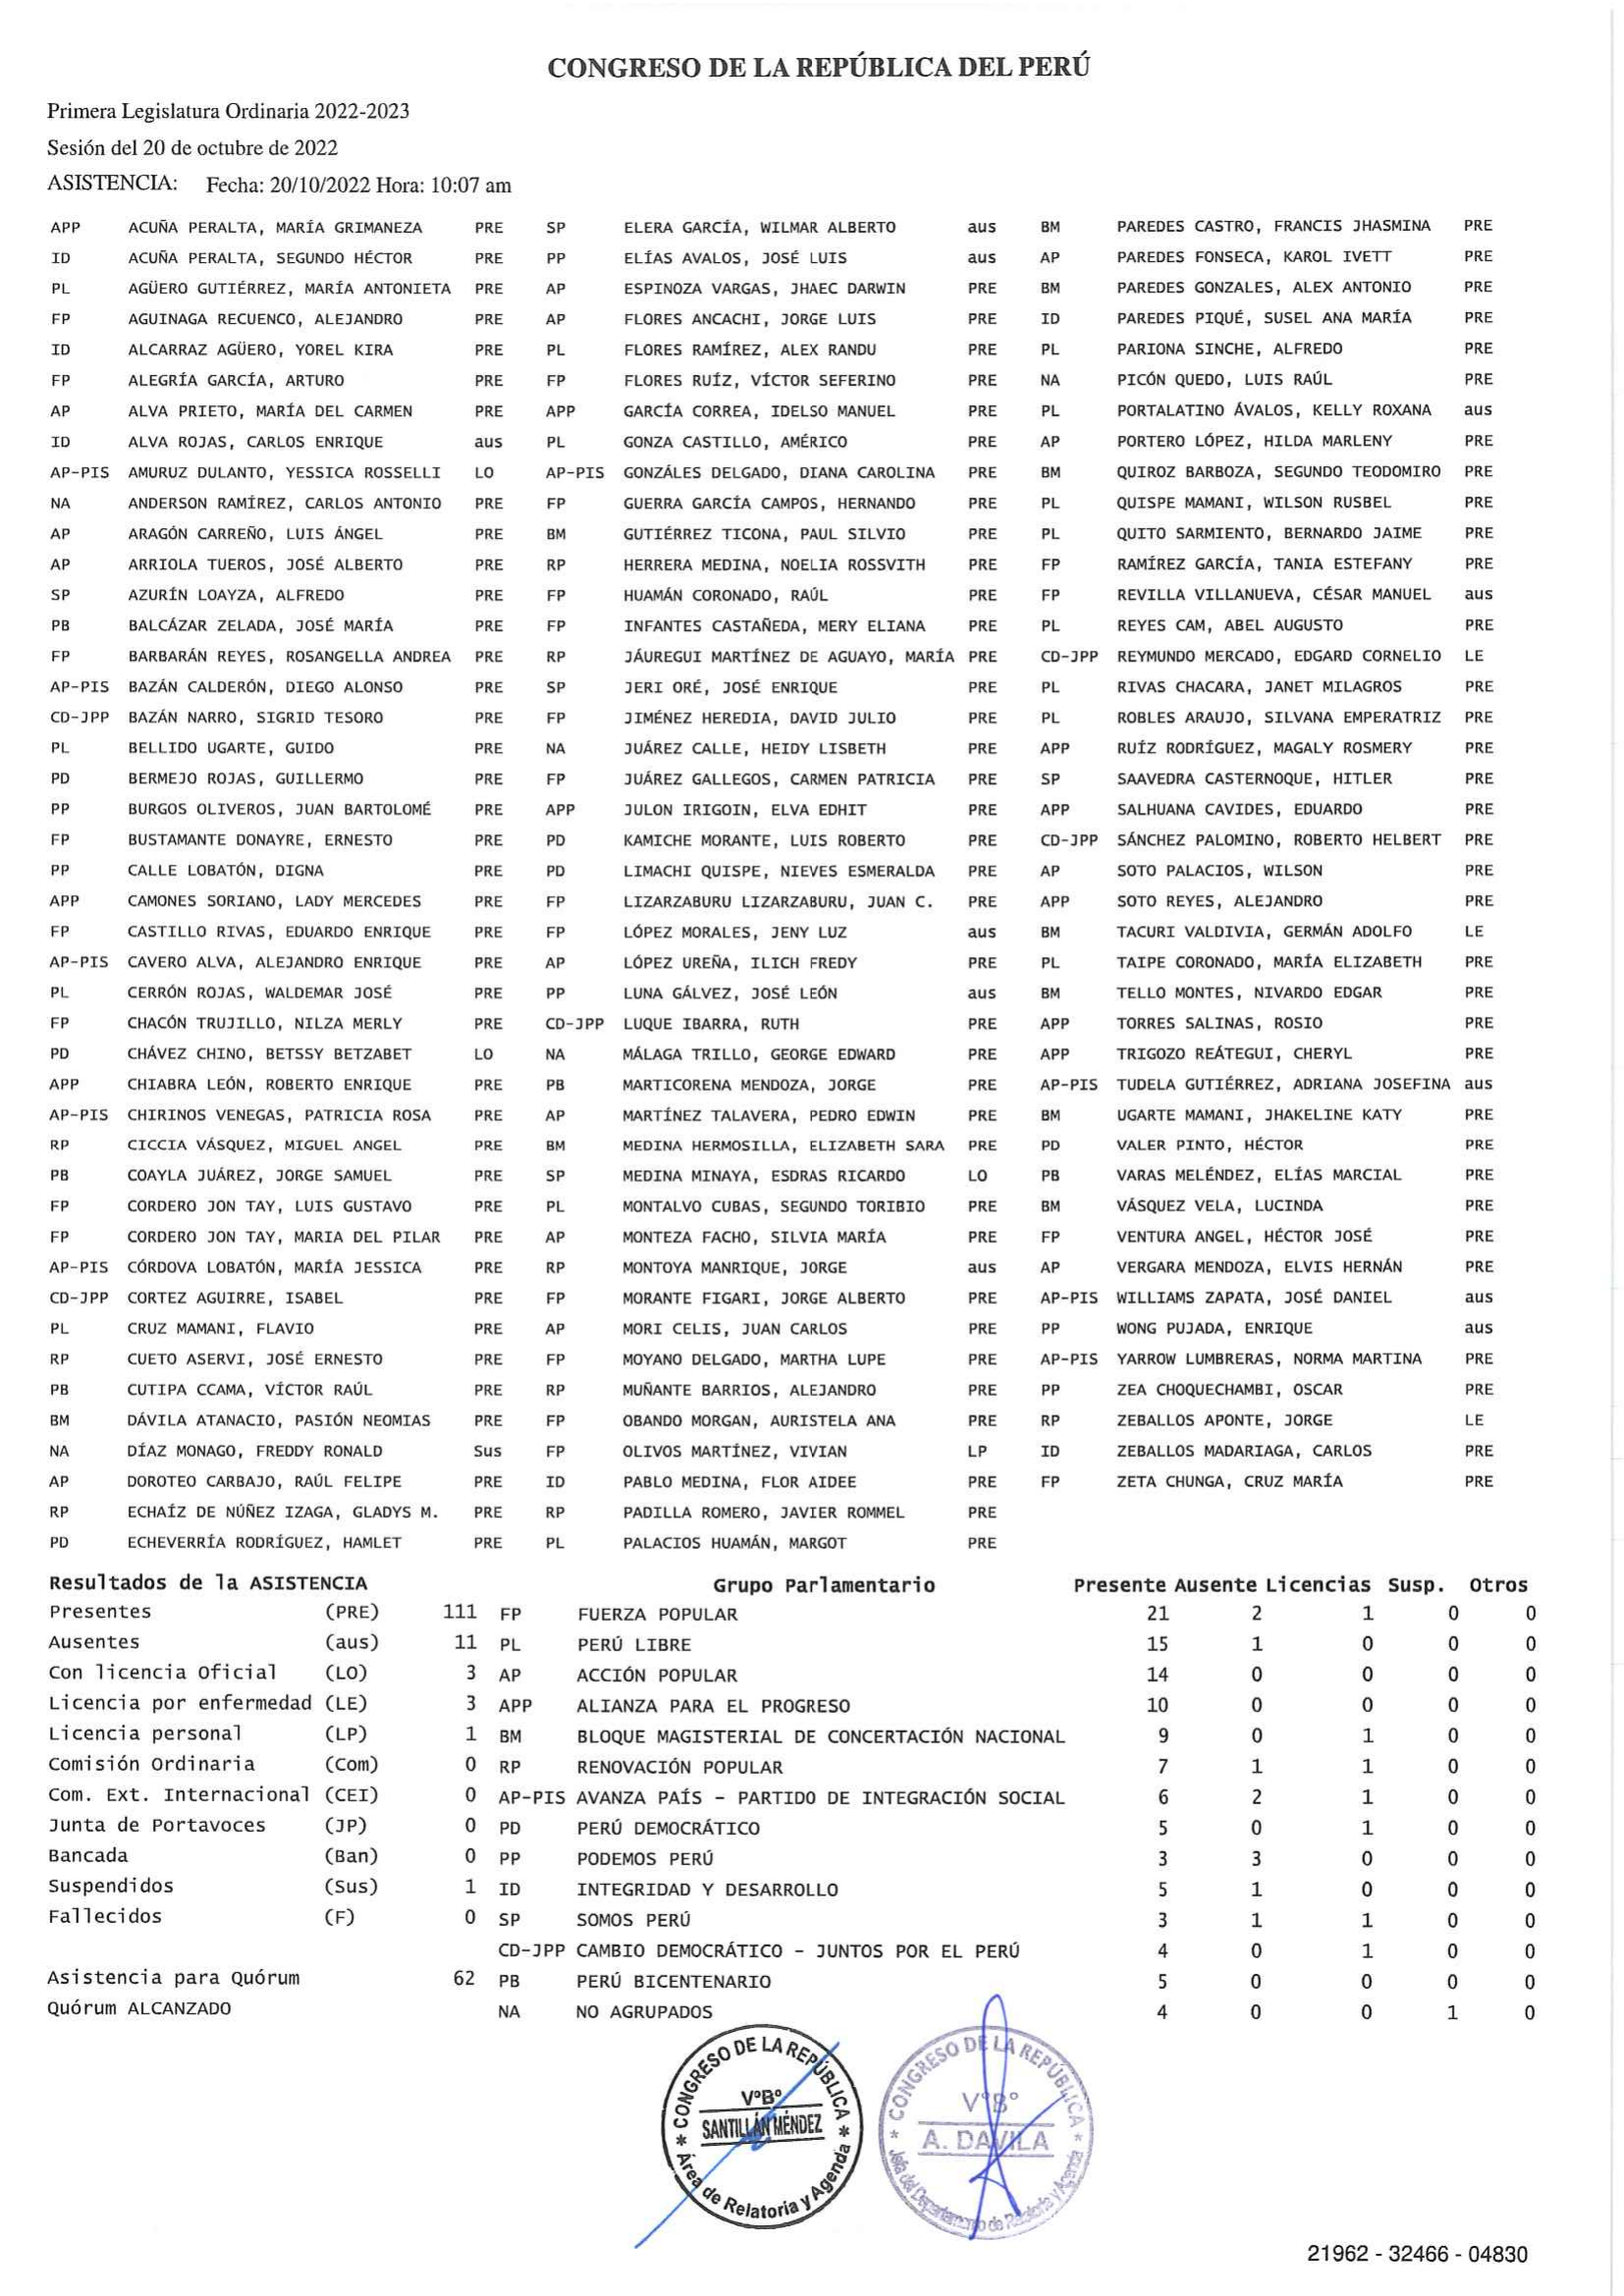 CONGRESO DE LA REPÚBLICA DEL PERÚ
Primera Legislatura Ordinaria 2022-2023
Sesión del 20 de octubre de 2022
ASISTENCIA: Fecha: 20/10/2022 Hora: 10:07 am
APP ACUÑA PERALTA, MARÍA GRIMANEZA PRE SP ELERA GARCÍA, WILMAR ALBERTO aus BM PAREDES CASTRO, FRANCIS JHASMINA PRE
ID ACUÑA PERALTA, SEGUNDO HÉCTOR PRE PP ELÍAS AVALOS, JOSÉ LUIS aus AP PAREDES FONSECA, KAROL IVETT PRE
PL AGÜERO GUTIÉRREZ, MARÍA ANTONIETA PRE AP ESPINOZA VARGAS, JHAEC DARWIN PRE BM PAREDES GONZALES, ALEX ANTONIO PRE
FP AGUINAGA RECUENCO, ALEJANDRO PRE AP FLORES ANCACHI, JORGE LUIS PRE ID PAREDES PIQUÉ, SUSEL ANA MARÍA PRE
ID ALCARRAZ AGÜERO, YOREL KIRA PRE PL FLORES RAMÍREZ, ALEX RANDU PRE PL PARIONA SINCHE, ALFREDO PRE
FP ALEGRÍA GARCÍA, ARTURO PRE FP FLORES RUÍZ, VÍCTOR SEFERINO PRE NA PICÓN QUEDO, LUIS RAÚL PRE
AP ALVA PRIETO, MARÍA DEL CARMEN PRE APP GARCÍA CORREA, IDELSO MANUEL PRE PL PORTALATINO ÁVALOS, KELLY ROXANA aus
ID ALVA ROJAS, CARLOS ENRIQUE aus PL GONZA CASTILLO, AMÉRICO PRE AP PORTERO LÓPEZ, HILDA MARLENY PRE
AP-PIS AMURUZ DULANTO, YESSICA ROSSELLI LO AP-PIS GONZÁLES DELGADO, DIANA CAROLINA PRE BM QUIROZ BARBOZA, SEGUNDO TEODOMIRO PRE
NA ANDERSON RAMÍREZ, CARLOS ANTONIO PRE FP GUERRA GARCÍA CAMPOS, HERNANDO PRE PL QUISPE MAMANI, WILSON RUSBEL PRE
AP ARAGÓN CARREÑO, LUIS ÁNGEL PRE BM GUTIÉRREZ TICONA, PAUL SILVIO PRE PL QUITO SARMIENTO, BERNARDO JAIME PRE
AP ARRIOLA TUEROS, JOSÉ ALBERTO PRE RP HERRERA MEDINA, NOELIA ROSSVITH PRE FP RAMÍREZ GARCÍA, TANIA ESTEFANY PRE
SP AZURÍN LOAYZA, ALFREDO PRE FP HUAMÁN CORONADO, RAÚL PRE FP REVILLA VILLANUEVA, CÉSAR MANUEL aus
PB BALCÁZAR ZELADA, JOSÉ MARÍA PRE FP INFANTES CASTAÑEDA, MERY ELIANA PRE PL REYES CAM, ABEL AUGUSTO PRE
FP BARBARÁN REYES, ROSANGELLA ANDREA PRE RP JÁUREGUI MARTÍNEZ DE AGUAYO, MARÍA PRE CD-JPP REYMUNDO MERCADO, EDGARD CORNELIO LE
AP-PIS BAZÁN CALDERÓN, DIEGO ALONSO PRE SP JERI ORÉ, JOSÉ ENRIQUE PRE PL RIVAS CHACARA, JANET MILAGROS PRE
CD-JPP BAZÁN NARRO, SIGRID TESORO PRE FP JIMÉNEZ HEREDIA, DAVID JULIO PRE PL ROBLES ARAUJO, SILVANA EMPERATRIZ PRE
PL BELLIDO UGARTE, GUIDO PRE NA JUÁREZ CALLE, HEIDY LISBETH PRE APP RUÍZ RODRÍGUEZ, MAGALY ROSMERY PRE
PD BERMEJO ROJAS, GUILLERMO PRE FP JUÁREZ GALLEGOS, CARMEN PATRICIA PRE SP SAAVEDRA CASTERNOQUE, HITLER PRE
PP BURGOS OLIVEROS, JUAN BARTOLOMÉ PRE APP JULON IRIGOIN, ELVA EDHIT PRE APP SALHUANA CAVIDES, EDUARDO PRE
FP BUSTAMANTE DONAYRE, ERNESTO PRE PD KAMICHE MORANTE, LUIS ROBERTO PRE CD-JPP SÁNCHEZ PALOMINO, ROBERTO HELBERT PRE
PP CALLE LOBATÓN, DIGNA PRE PD LIMACHI QUISPE, NIEVES ESMERALDA PRE AP SOTO PALACIOS, WILSON PRE
APP CAMONES SORIANO, LADY MERCEDES PRE FP LIZARZABURU LIZARZABURU, JUAN C. PRE APP SOTO REYES, ALEJANDRO PRE
FP CASTILLO RIVAS, EDUARDO ENRIQUE PRE FP LÓPEZ MORALES, JENY LUZ aus BM TACURI VALDIVIA, GERMÁN ADOLFO LE
AP-PIS CAVERO ALVA, ALEJANDRO ENRIQUE PRE AP LÓPEZ UREÑA, ILICH FREDY PRE PL TAIPE CORONADO, MARÍA ELIZABETH PRE
PL CERRÓN ROJAS, WALDEMAR JOSÉ PRE PP LUNA GÁLVEZ, JOSÉ LEÓN aus BM TELLO MONTES, NIVARDO EDGAR PRE
FP CHACÓN TRUJILLO, NILZA MERLY PRE CD-JPP LUQUE IBARRA, RUTH PRE APP TORRES SALINAS, ROSIO PRE
PD CHÁVEZ CHINO, BETSSY BETZABET LO NA MÁLAGA TRILLO, GEORGE EDWARD PRE APP TRIGOZO REÁTEGUI, CHERYL PRE
APP CHIABRA LEÓN, ROBERTO ENRIQUE PRE PB MARTICORENA MENDOZA, JORGE PRE AP-PIS TUDELA GUTIÉRREZ, ADRIANA JOSEFINA aus
AP-PIS CHIRINOS VENEGAS, PATRICIA ROSA PRE AP MARTÍNEZ TALAVERA, PEDRO EDWIN PRE BM UGARTE MAMANI, JHAKELINE KATY PRE
RP CICCIA VÁSQUEZ, MIGUEL ANGEL PRE BM MEDINA HERMOSILLA, ELIZABETH SARA PRE PD VALER PINTO, HÉCTOR PRE
PB COAYLA JUÁREZ, JORGE SAMUEL PRE SP MEDINA MINAYA, ESDRAS RICARDO LO PB VARAS MELÉNDEZ, ELÍAS MARCIAL PRE
FP CORDERO JON TAY, LUIS GUSTAVO PRE PL MONTALVO CUBAS, SEGUNDO TORIBIO PRE BM VÁSQUEZ VELA, LUCINDA PRE
FP CORDERO JON TAY, MARIA DEL PILAR PRE AP MONTEZA FACHO, SILVIA MARÍA PRE FP VENTURA ANGEL, HÉCTOR JOSÉ PRE
AP-PIS CÓRDOVA LOBATÓN, MARÍA JESSICA PRE RP MONTOYA MANRIQUE, JORGE aus AP VERGARA MENDOZA, ELVIS HERNÁN PRE
CD-JPP CORTEZ AGUIRRE, ISABEL PRE FP MORANTE FIGARI, JORGE ALBERTO PRE AP-PIS WILLIAMS ZAPATA, JOSÉ DANIEL aus
PL CRUZ MAMANI, FLAVIO PRE AP MORI CELIS, JUAN CARLOS PRE PP WONG PUJADA, ENRIQUE aus
RP CUETO ASERVI, JOSÉ ERNESTO PRE FP MOYANO DELGADO, MARTHA LUPE PRE AP-PIS YARROW LUMBRERAS, NORMA MARTINA PRE
PB CUTIPA CCAMA, VÍCTOR RAÚL PRE RP MUÑANTE BARRIOS, ALEJANDRO PRE PP ZEA CHOQUECHAMBI, OSCAR PRE
BM DÁVILA ATANACIO, PASIÓN NEOMIAS PRE FP OBANDO MORGAN, AURISTELA ANA PRE RP ZEBALLOS APONTE, JORGE LE
NA DÍAZ MONAGO, FREDDY RONALD Sus FP OLIVOS MARTÍNEZ, VIVIAN LP ID ZEBALLOS MADARIAGA, CARLOS PRE
AP DOROTEO CARBAJO, RAÚL FELIPE PRE ID PABLO MEDINA, FLOR AIDEE PRE FP ZETA CHUNGA, CRUZ MARÍA PRE
RP ECHAÍZ DE NÚÑEZ IZAGA, GLADYS M. PRE RP PADILLA ROMERO, JAVIER ROMMEL PRE
PD ECHEVERRÍA RODRÍGUEZ, HAMLET PRE PL PALACIOS HUAMÁN, MARGOT PRE
Resultados de la ASISTENCIA Grupo Parlamentario Presente Ausente Licencias Susp. Otros
Presentes (PRE) 111 FP FUERZA POPULAR 21 2 1 0 0
Ausentes (aus) 11 PL PERÚ LIBRE 15 1 0 0 0
Con licencia Oficial (LO) 3 AP ACCIÓN POPULAR 14 0 0 0 0
Licencia por enfermedad (LE) 3 APP ALIANZA PARA EL PROGRESO 10 0 0 0 0
Licencia personal (LP) 1 BM BLOQUE MAGISTERIAL DE CONCERTACIÓN NACIONAL 9 0 1 0 0
Comisión Ordinaria (Com) 0 RP RENOVACIÓN POPULAR 7 1 1 0 0
Com. Ext. Internacional (CEI) 0 AP-PIS AVANZA PAÍS - PARTIDO DE INTEGRACIÓN SOCIAL 6 2 1 0 0
Junta de Portavoces (JP) 0 PD PERÚ DEMOCRÁTICO 5 0 1 0 0
Bancada (Ban) 0 PP PODEMOS PERÚ 3 3 0 0 0
Suspendidos (Sus) 1 ID INTEGRIDAD Y DESARROLLO 5 1 0 0 0
Fallecidos (F) 0 SP SOMOS PERÚ 3 1 1 0 0
CD-JPP CAMBIO DEMOCRÁTICO - JUNTOS POR EL PERÚ 4 0 1 0 0
Asistencia para Quórum 62 PB PERÚ BICENTENARIO 5 0 0 0 0
Quórum ALCANZADO NA NO AGRUPADOS 4 0 0 1 0
CONGRESO DE LA REPÚBLICA
V°B°
SANTILLÁN MÉNDEZ
Área de Relatoria y Agenda
CONGRESO DE LA REPÚBLICA
V°B°
A. DAVILA
Jefa del Departamento de Relatoría y Agenda
21962 - 32466 - 04830